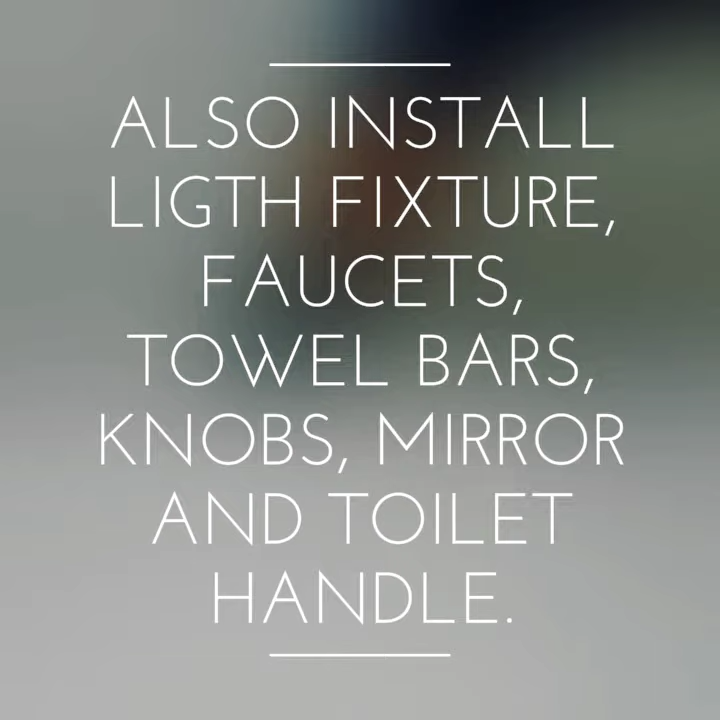 ALSO INSTALL
LIGTH FIXTURE,
FAUCETS,
TOWEL BARS,
KNOBS, MIRROR
AND TOILET
HANDLE.